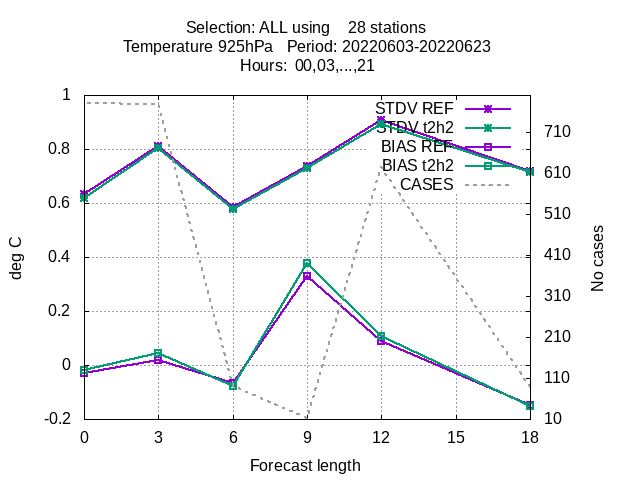 Selection: ALL using    28 stations
Temperature 925hPa   Period: 20220603-20220623
Hours:  00,03,...,21
STDV REF
STDV t2h2
BIAS REF
BIAS t2h2
CASES
1
0.8
0.6
0.4
0.2
0
-0.2
deg C
710
610
510
410
310
210
110
10
No cases
0 3 6 9 12 15 18
Forecast length